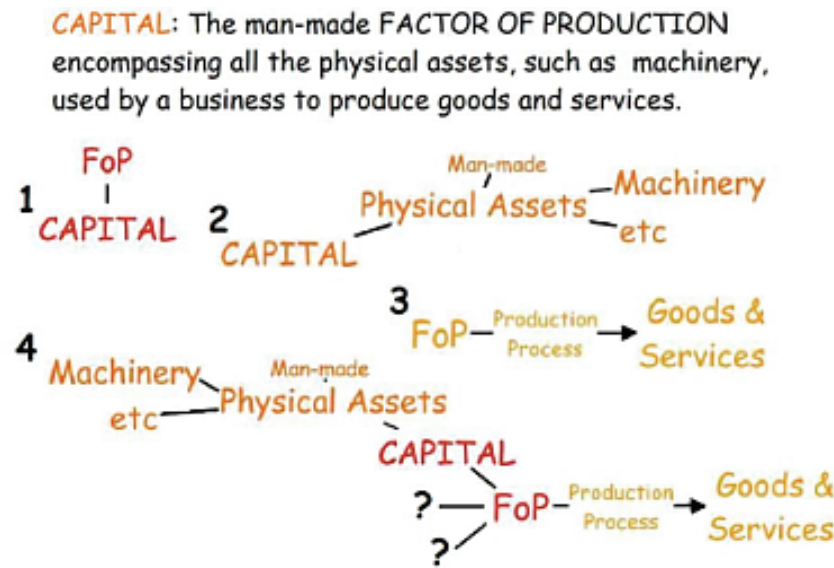 CAPITAL: The man-made FACTOR OF PRODUCTION
encompassing all the physical assets, such as machinery,
used by a business to produce goods and services.
1
FoP
CAPITAL
2
Man-made
Physical Assets
Machinery
etc
CAPITAL
3
FoP
Production
Process
Goods &
Services
4
Machinery
etc
Man-made
Physical Assets
CAPITAL
?
?
FoP
Production
Process
Goods &
Services